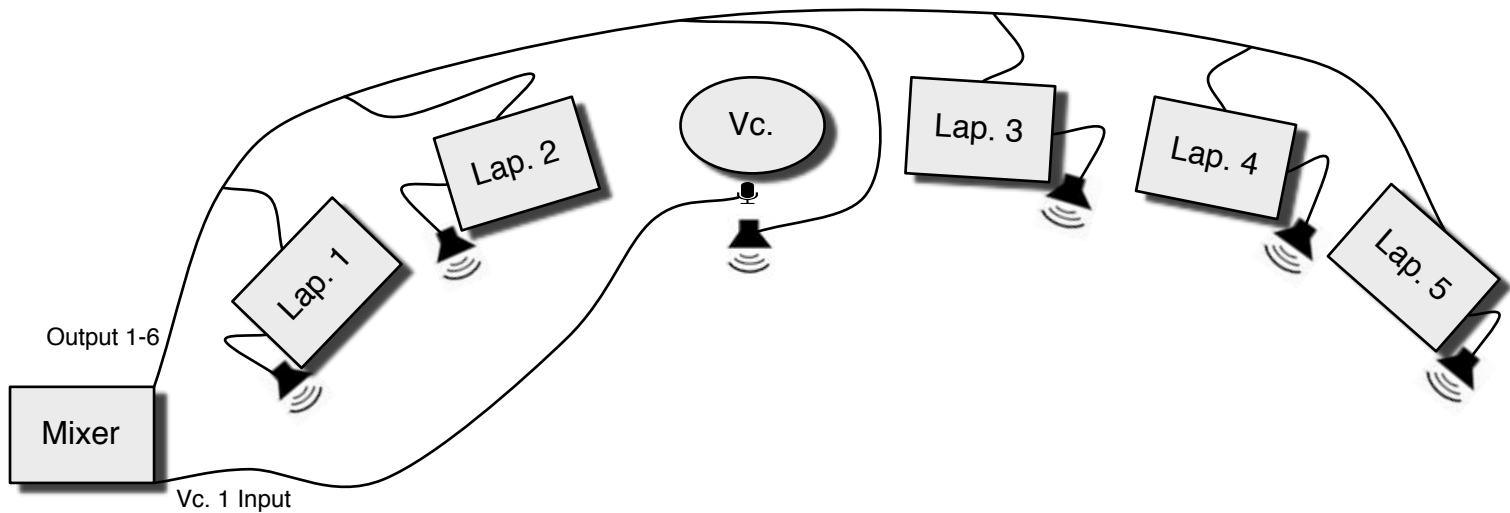 Vc.
Lap. 3
Lap. 2
Lap. 4
Lap. 1
Lap. 5
Output 1-6
Mixer
Vc. 1 Input